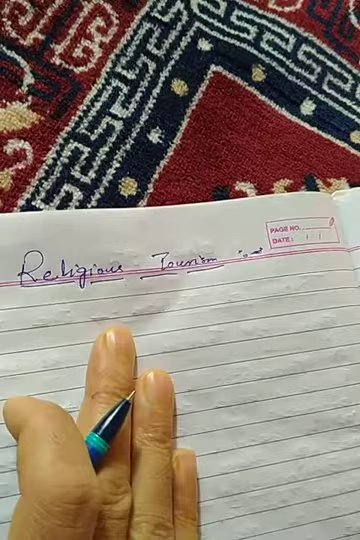 Religious Tourism :-
PAGE NO.
DATE: / /